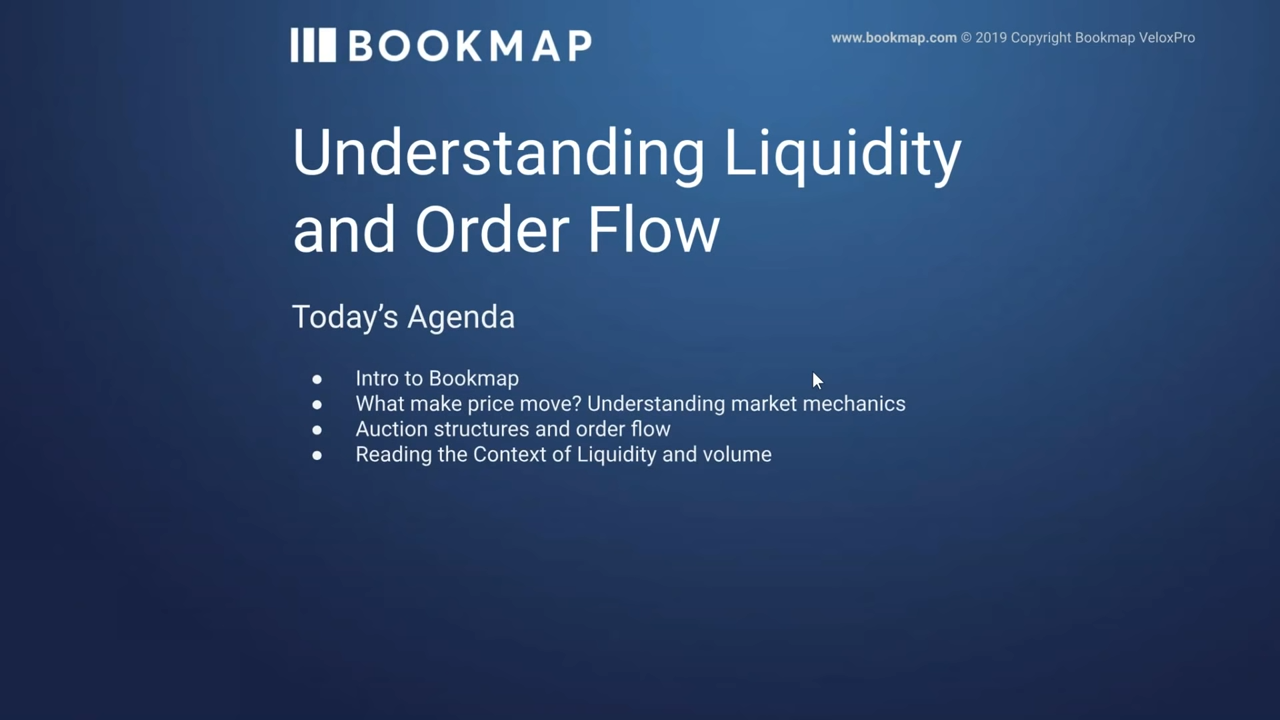 BOOKMAP
www.bookmap.com © 2019 Copyright Bookmap VeloxPro
Understanding Liquidity
and Order Flow
Today's Agenda
● Intro to Bookmap
● What make price move? Understanding market mechanics
● Auction structures and order flow
● Reading the Context of Liquidity and volume